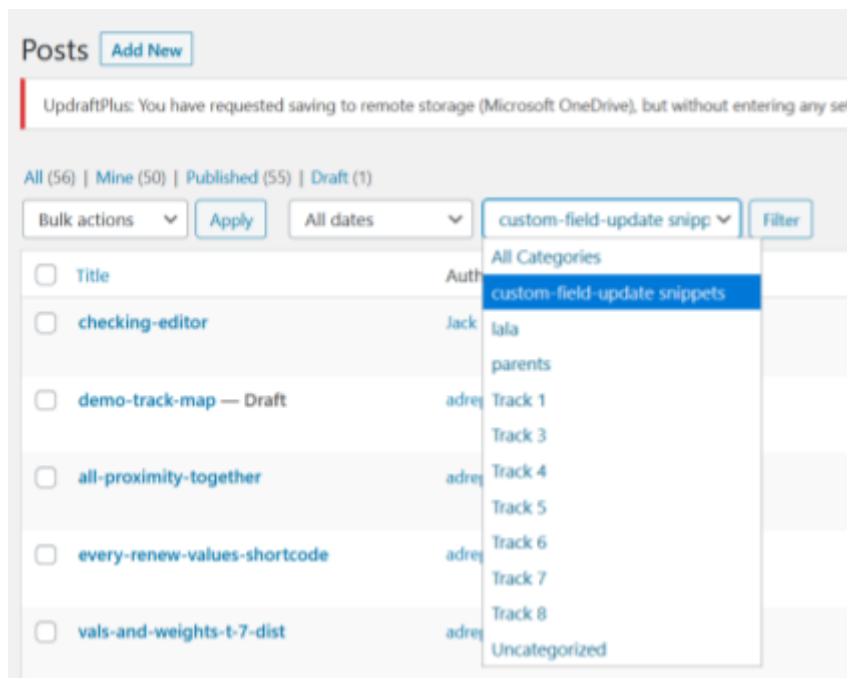 Posts Add New
UpdraftPlus: You have requested saving to remote storage (Microsoft OneDrive), but without entering any
All (56) | Mine (50) | Published (55) | Draft (1)
Bulk actions Apply All dates custom-field-update snipp Filter
All Categories
custom-field-update snippets
lala
parents
Track 1
Track 3
Track 4
Track 5
Track 6
Track 7
Track 8
Uncategorized
Title Auth
checking-editor Jack
demo-track-map — Draft adrep
all-proximity-together adrep
every-renew-values-shortcode adrep
vals-and-weights-t-7-dist adrep